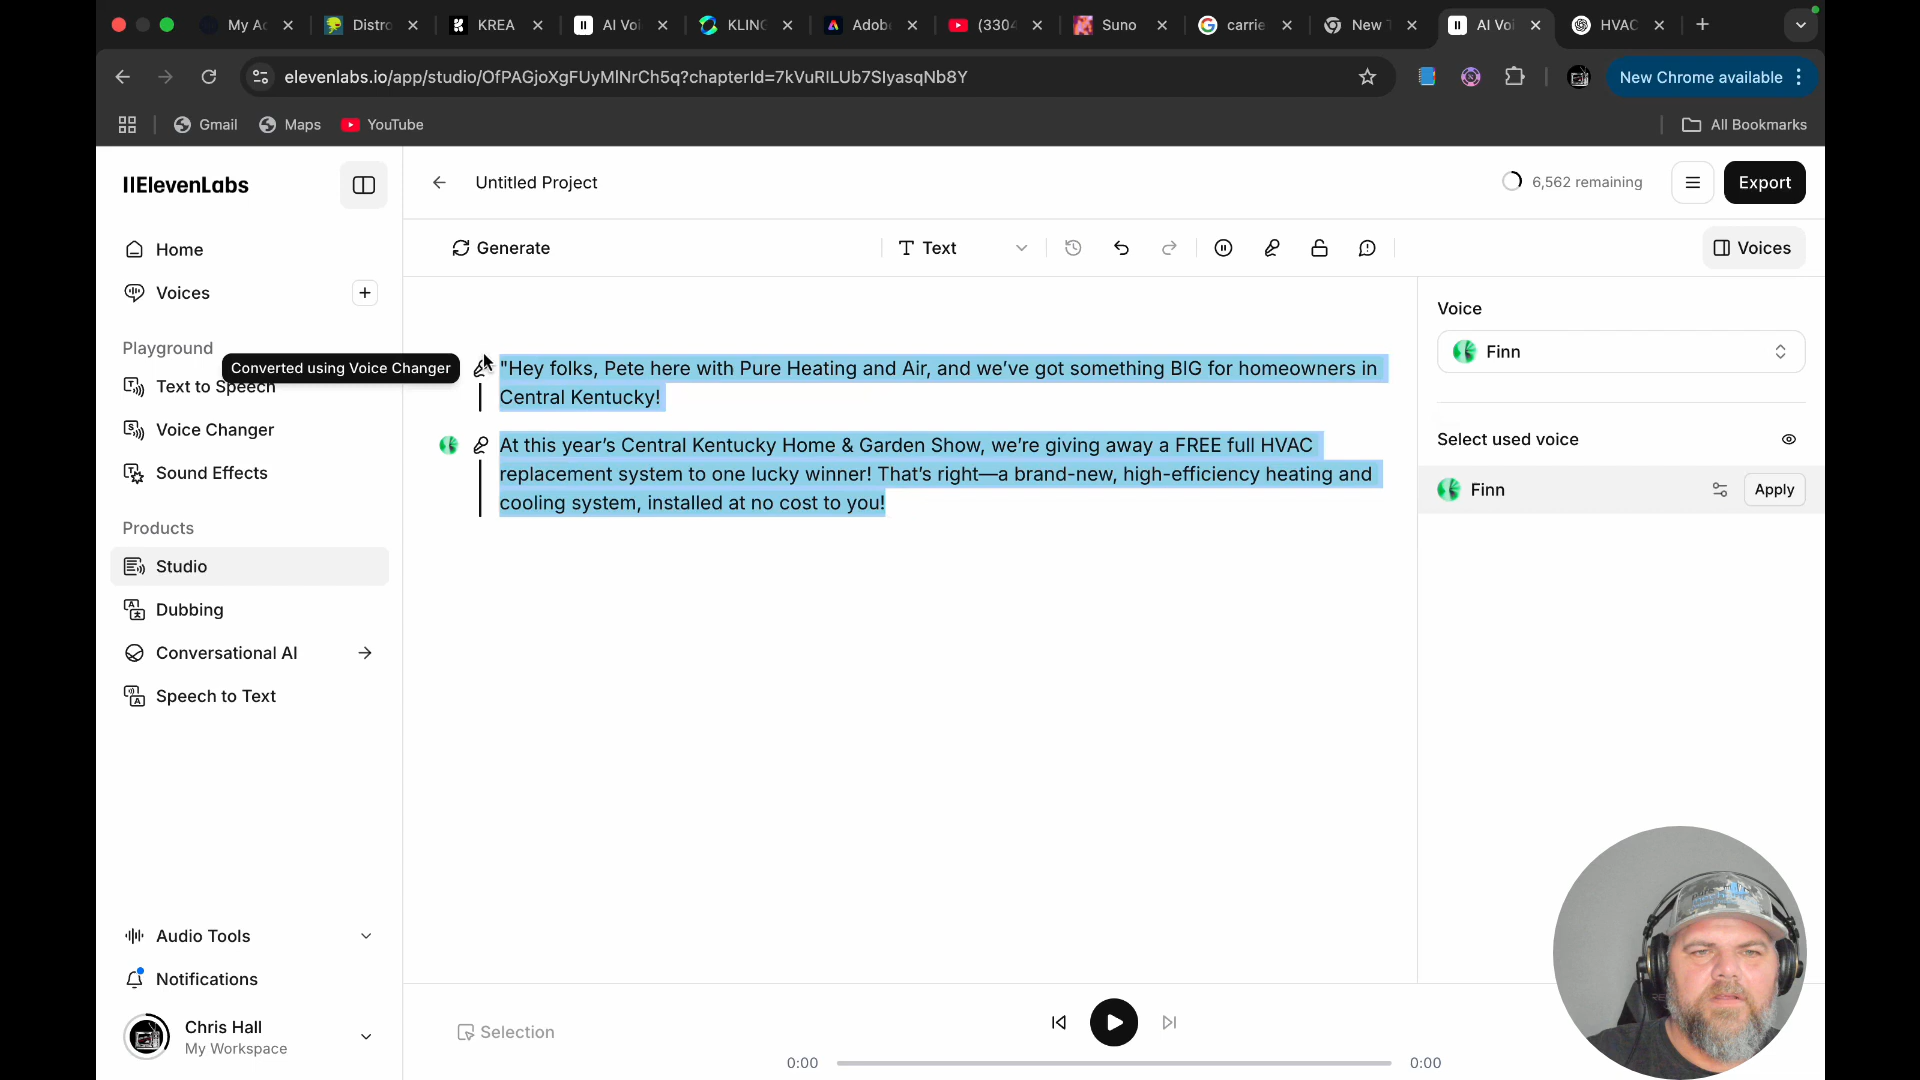 My Ac
Distro
KREA
AI Voi
KLING
Adobe
(3304
Suno
carrie
New T
AI Voi
HVAC
elevenlabs.io/app/studio/OfPAGjoXgFUyMlNrCh5q?chapterId=7kVuRlLUb7SlyasqNb8Y
New Chrome available
Gmail
Maps
YouTube
All Bookmarks
IIElevenLabs
Untitled Project
6,562 remaining
Export
Home
Generate
Text
Voices
Voices
Voice
Playground
Finn
Converted using Voice Changer
Text to Speech
"Hey folks, Pete here with Pure Heating and Air, and we’ve got something BIG for homeowners in
Central Kentucky!
Voice Changer
At this year’s Central Kentucky Home & Garden Show, we’re giving away a FREE full HVAC
replacement system to one lucky winner! That’s right—a brand-new, high-efficiency heating and
cooling system, installed at no cost to you!
Select used voice
Finn
Apply
Sound Effects
Products
Studio
Dubbing
Conversational AI
Speech to Text
Audio Tools
Notifications
Chris Hall
My Workspace
Selection
0:00
0:00